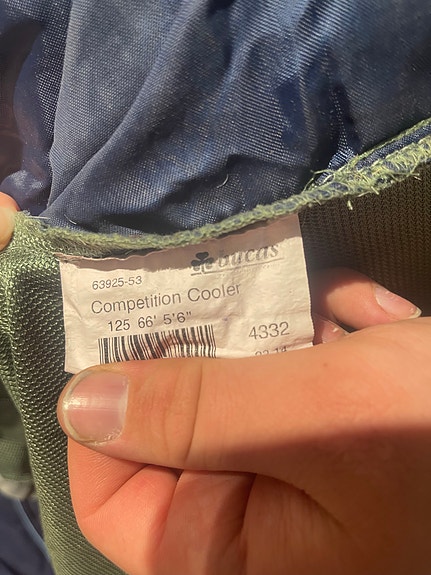 bucas
63925-53
Competition Cooler
125 66' 5'6"
4332